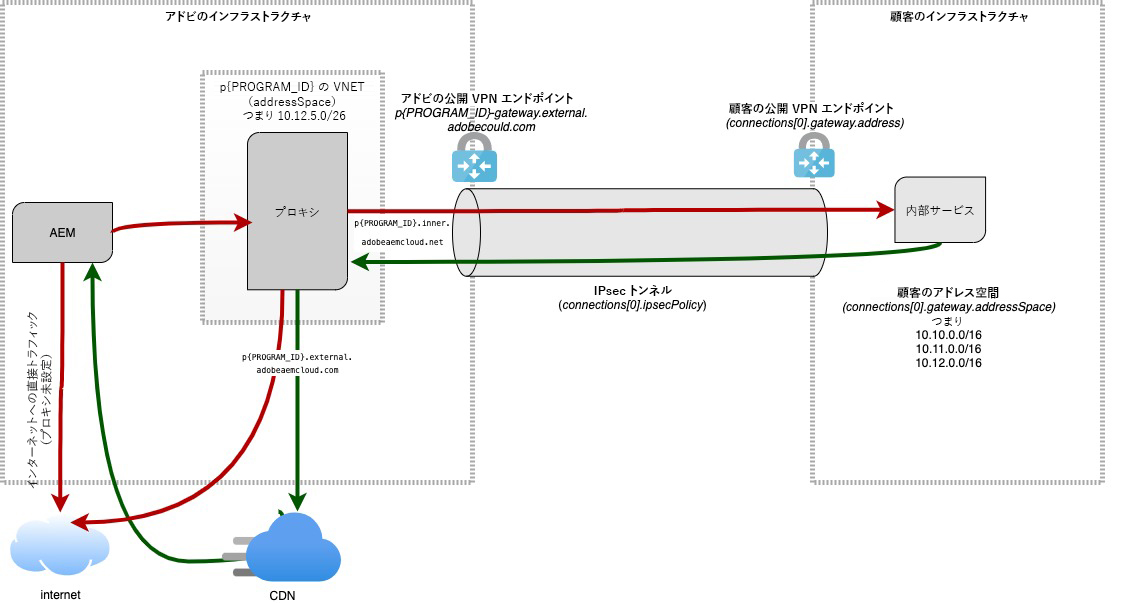 アドビのインフラストラクチャ
顧客のインフラストラクチャ
p{PROGRAM_ID} の VNET
(addressSpace)
つまり 10.12.5.0/26
アドビの公開 VPN エンドポイント
p{PROGRAM_ID}-gateway.external.
adobecould.com
顧客の公開 VPN エンドポイント
(connections[0].gateway.address)
プロキシ
AEM
p{PROGRAM_ID}.inner.
adobeaemcloud.net
内部サービス
IPsec トンネル
(connections[0].ipsecPolicy)
顧客のアドレス空間
(connections[0].gateway.addressSpace)
つまり
10.10.0.0/16
10.11.0.0/16
10.12.0.0/16
インターネットへの直接トラフィック
(プロキシ未設定)
p{PROGRAM_ID}.external.
adobeaemcloud.com
internet
CDN